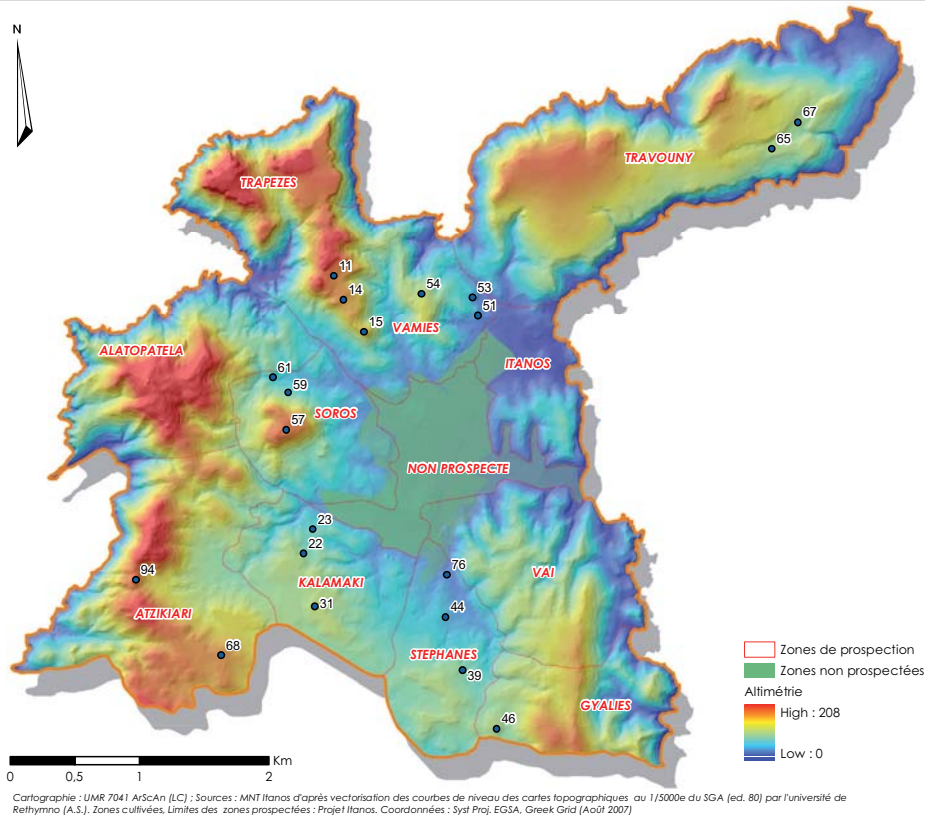 N
67
65
TRAVOUNY
TRAPEZES
11
14
54
53
51
15
VAMIES
ALATOPATELA
ITANOS
61
59
SOROS
57
NON PROSPECTE
23
22
76
VAI
94
KALAMAKI
31
44
ATZIKIARI
68
STEPHANES
39
GYALIES
46
Zones de prospection
Zones non prospectées
Altimétrie
High : 208
Low : 0
Km
0 0,5 1 2
Cartographie : UMR 7041 ArScAn (LC) ; Sources : MNT Itanos d'après vectorisation des courbes de niveau des cartes topographiques au 1/5000e du SGA (ed. 80) par l'université de
Rethymno (A.S.). Zones cultivées, Limites des zones prospectées : Projet Itanos. Coordonnées : Syst Proj. EGSA, Greek Grid (Août 2007)